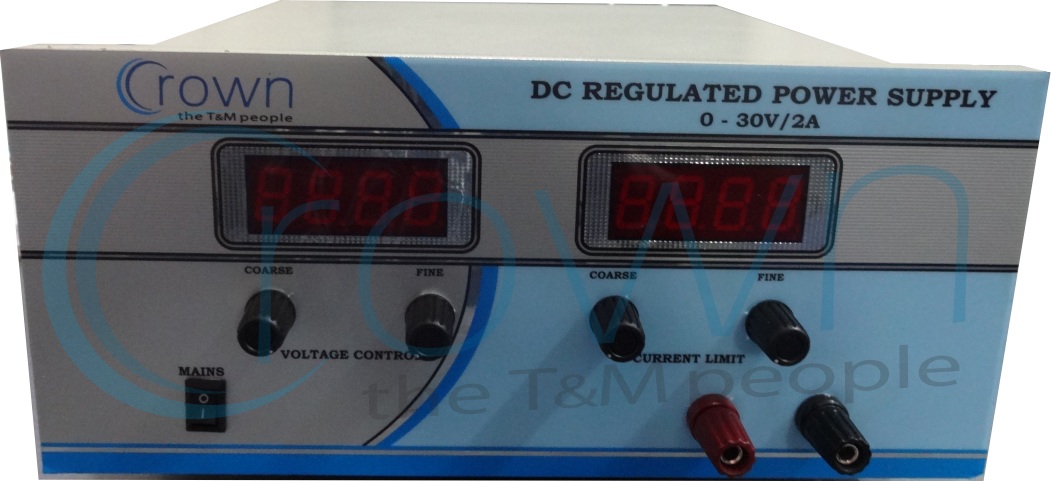 Crown
the T&M people
DC REGULATED POWER SUPPLY
0 - 30V/2A
COARSE
FINE
COARSE
FINE
VOLTAGE CONTROL
CURRENT LIMIT
MAINS
Crown
the T&M people